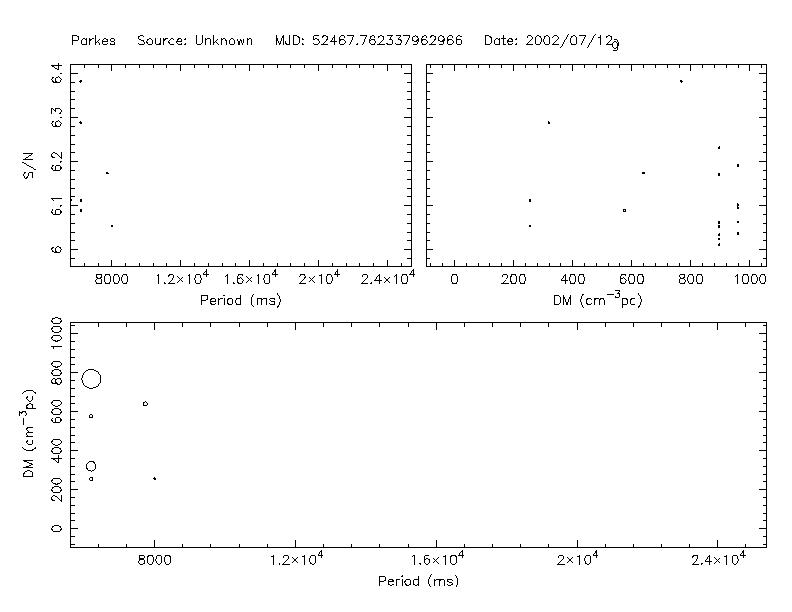 Parkes Source: Unknown MJD: 52467.762337962966 Date: 2002/07/12
S/N
6.4
6.3
6.2
6.1
6
8000 1.2×10⁴ 1.6×10⁴ 2×10⁴ 2.4×10⁴
Period (ms)
0 200 400 600 800 1000
DM (cm⁻³pc)
DM (cm⁻³pc)
1000
800
600
400
200
0
8000 1.2×10⁴ 1.6×10⁴ 2×10⁴ 2.4×10⁴
Period (ms)